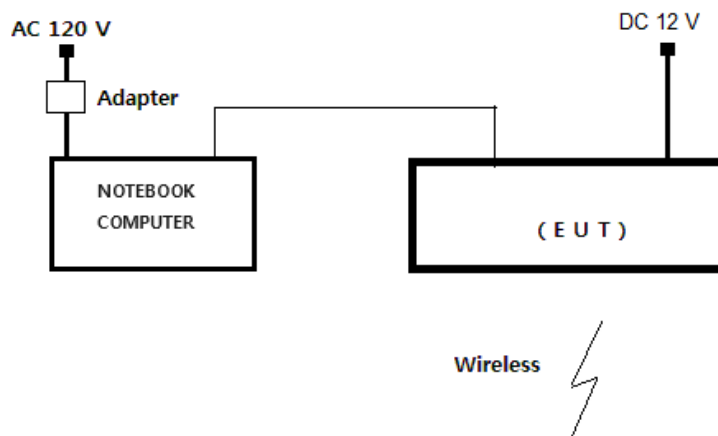 AC 120 V
DC 12 V
Adapter
NOTEBOOK
COMPUTER
( E U T )
Wireless